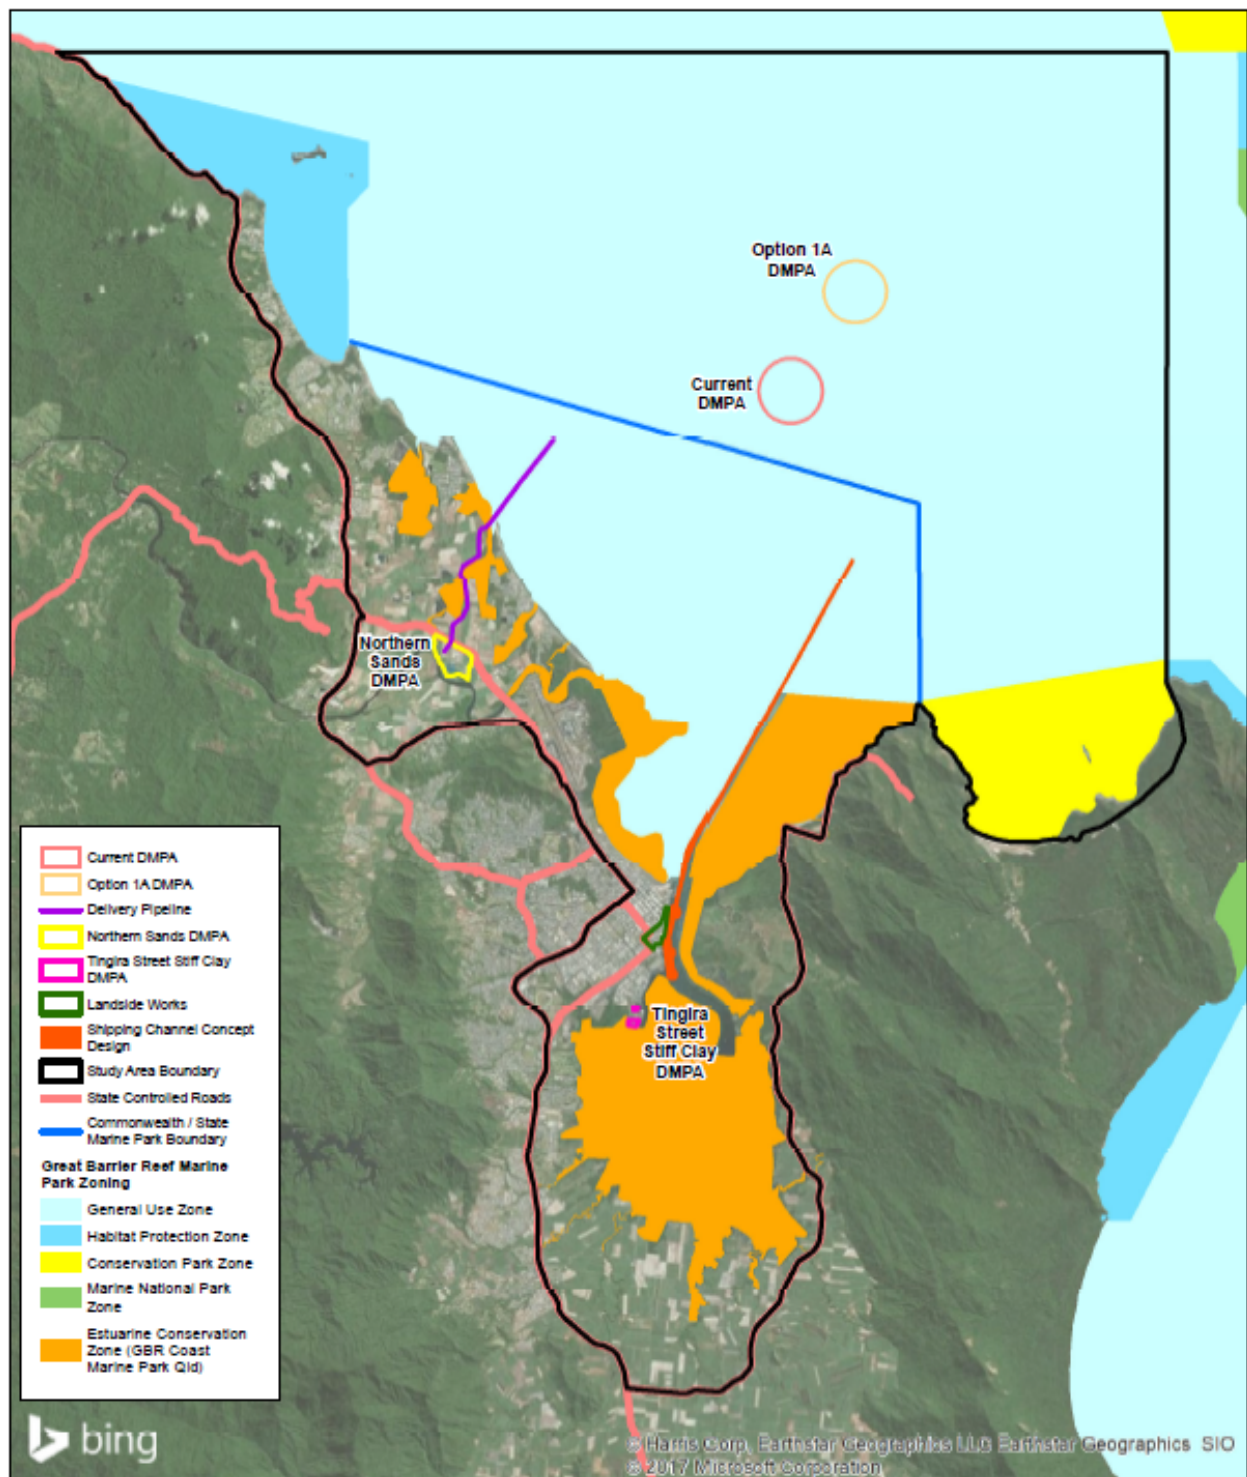 Option 1A
DMPA
Current
DMPA
Northern
Sands
DMPA
Tingira
Street
Stiff Clay
DMPA
Current DMPA
Option 1A DMPA
Delivery Pipeline
Northern Sands DMPA
Tingira Street Stiff Clay
DMPA
Landside Works
Shipping Channel Concept
Design
Study Area Boundary
State Controlled Roads
Commonwealth / State
Marine Park Boundary
Great Barrier Reef Marine
Park Zoning
General Use Zone
Habitat Protection Zone
Conservation Park Zone
Marine National Park
Zone
Estuarine Conservation
Zone (GBR Coast
Marine Park Qld)
bing
© Harris Corp, Earthstar Geographics LLC Earthstar Geographics SIO
© 2017 Microsoft Corporation